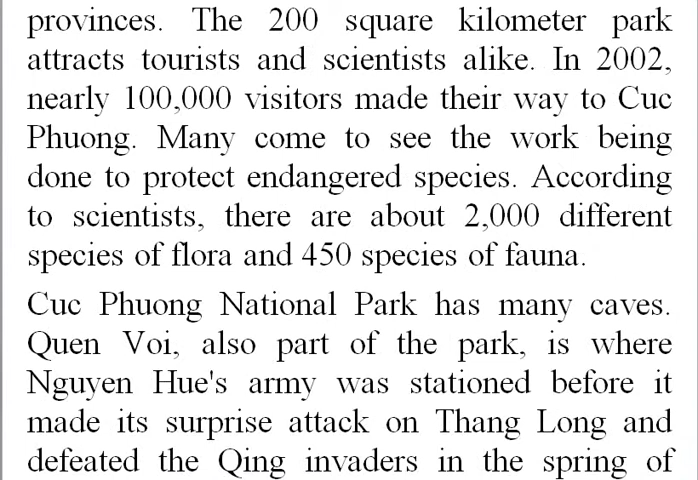 provinces. The 200 square kilometer park
attracts tourists and scientists alike. In 2002,
nearly 100,000 visitors made their way to Cuc
Phuong. Many come to see the work being
done to protect endangered species. According
to scientists, there are about 2,000 different
species of flora and 450 species of fauna.
Cuc Phuong National Park has many caves.
Quen Voi, also part of the park, is where
Nguyen Hue's army was stationed before it
made its surprise attack on Thang Long and
defeated the Qing invaders in the spring of